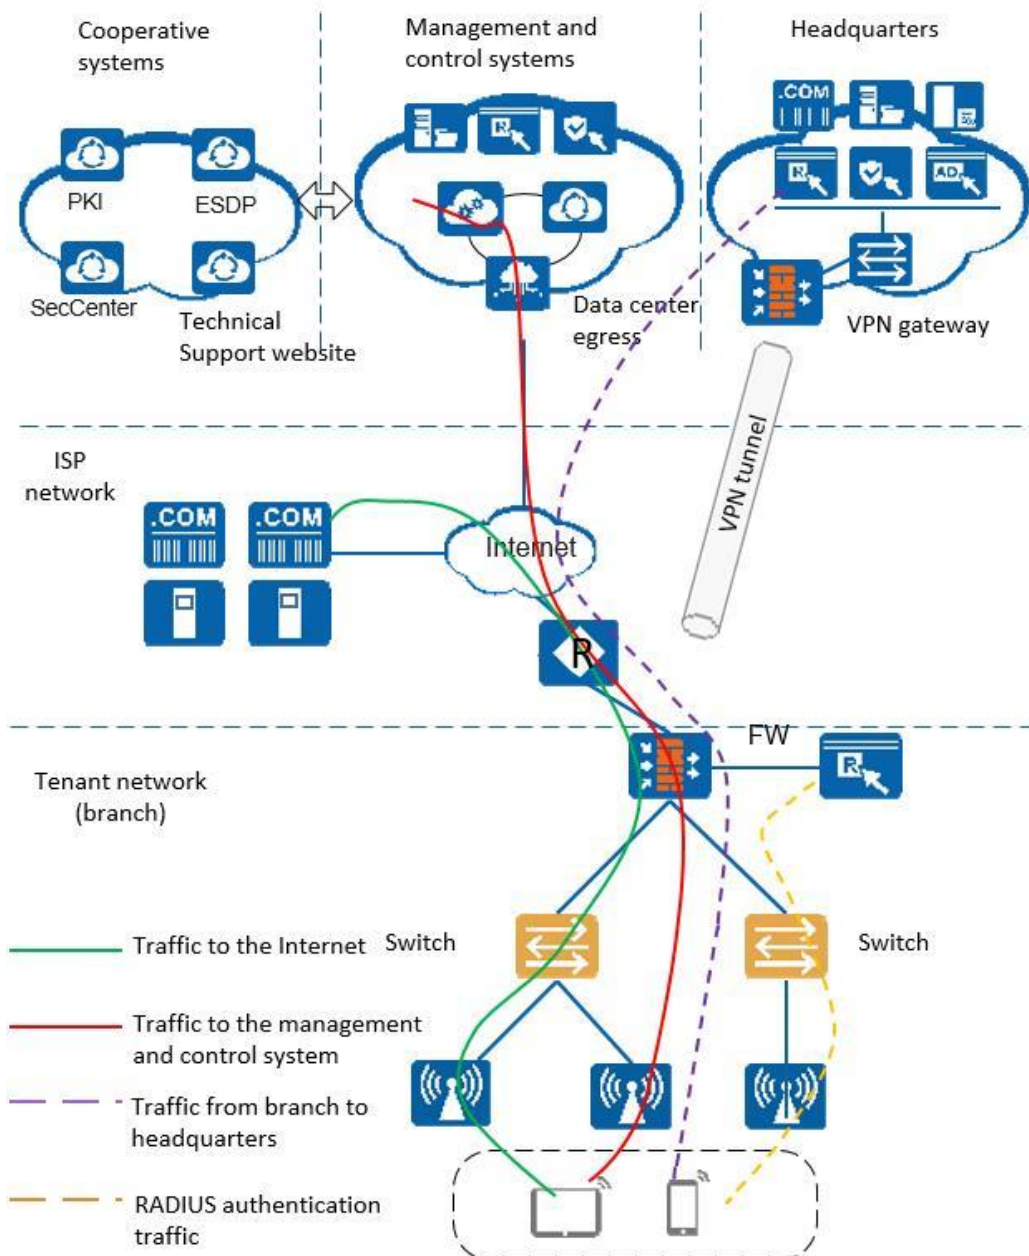 Cooperative
systems
Management and
control systems
Headquarters
.COM
R
R
AD
PKI
ESDP
SecCenter
Technical
Support website
Data center
egress
VPN gateway
VPN tunnel
ISP
network
.COM
.COM
Internet
R
FW
R
Tenant network
(branch)
Switch
Switch
Traffic to the Internet
Traffic to the management
and control system
Traffic from branch to
headquarters
RADIUS authentication
traffic